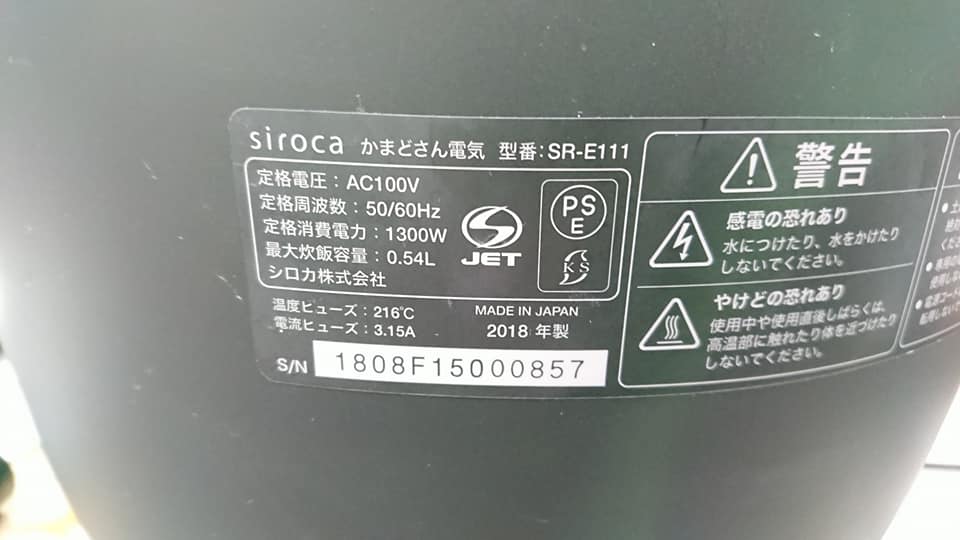 siroca かまどさん電気 型番:SR-E111
定格電圧:AC100V
定格周波数:50/60Hz
定格消費電力:1300W
最大炊飯容量:0.54L
シロカ株式会社
JET
PS
E
KS
温度ヒューズ:216℃
電流ヒューズ:3.15A
MADE IN JAPAN
2018 年製
S/N 1808F15000857
警告
感電の恐れあり
水につけたり、水をかけたり
しないでください。
やけどの恐れあり
使用中や使用直後しばらくは、
高温部に触れたり体を近づけたり
しないでください。